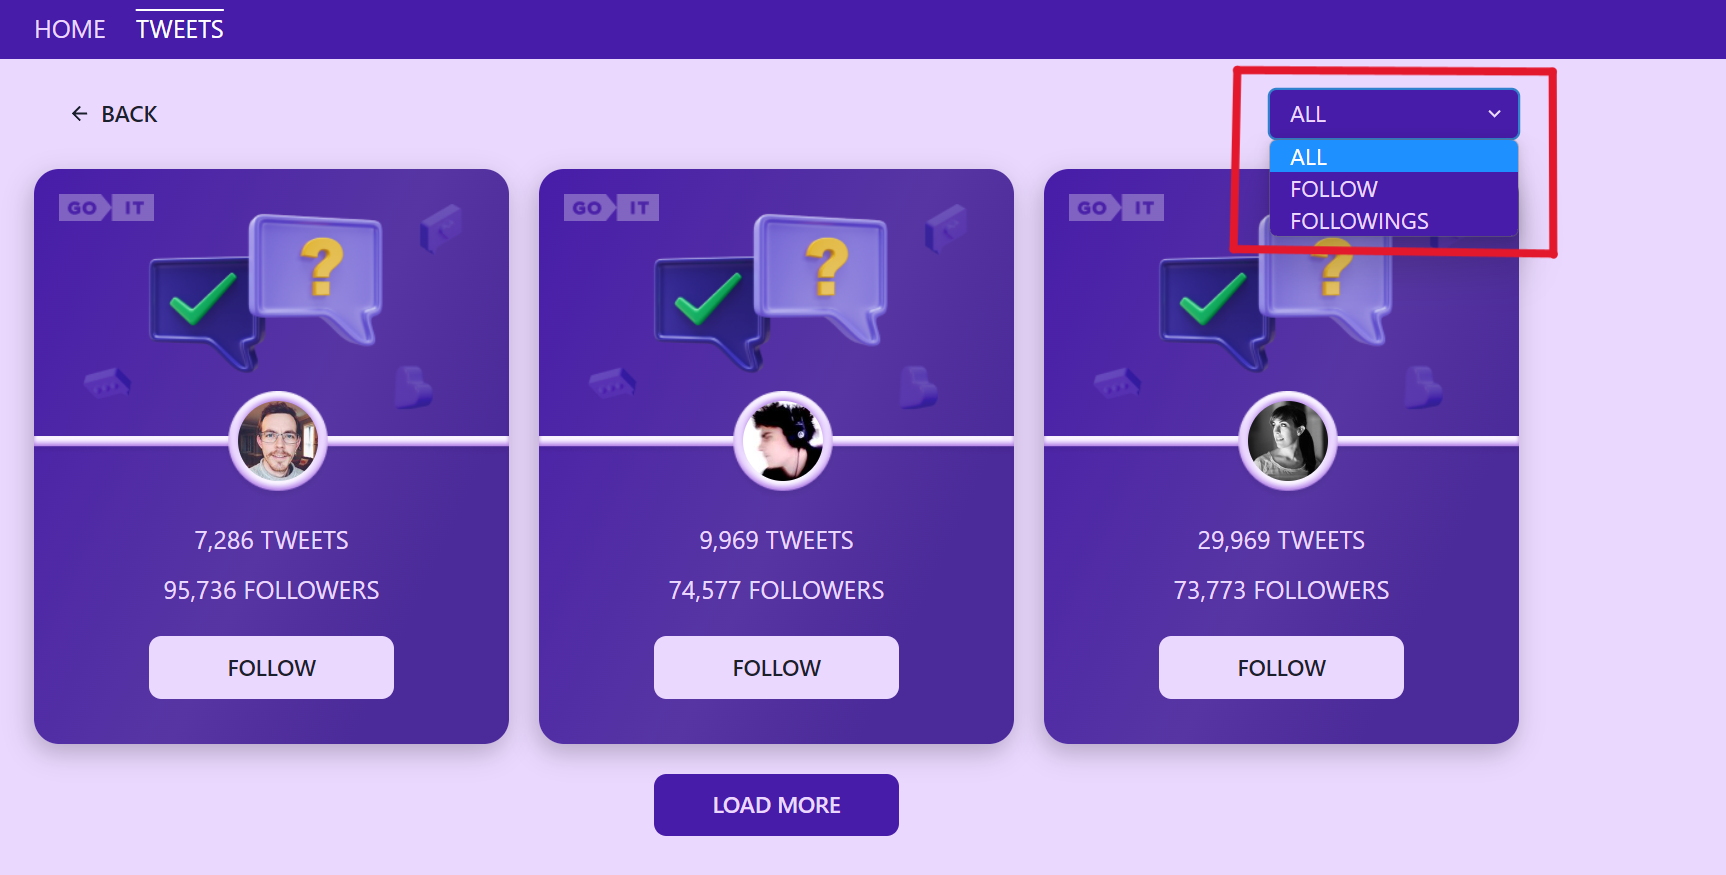 HOME TWEETS
← BACK
ALL
ALL
FOLLOW
FOLLOWINGS
GO IT
GO IT
GO IT
7,286 TWEETS
95,736 FOLLOWERS
FOLLOW
9,969 TWEETS
74,577 FOLLOWERS
FOLLOW
29,969 TWEETS
73,773 FOLLOWERS
FOLLOW
LOAD MORE